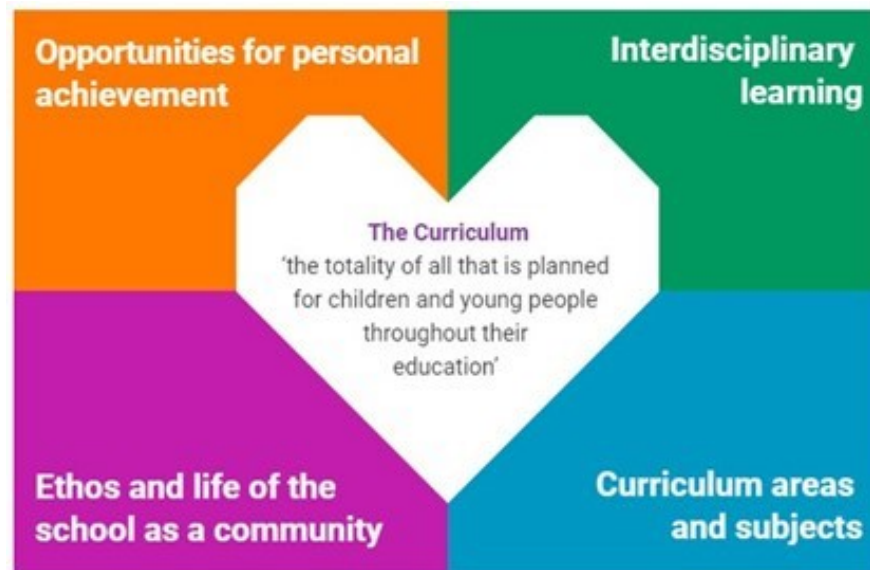 Opportunities for personal
achievement
Interdisciplinary
learning
The Curriculum
‘the totality of all that is planned
for children and young people
throughout their
education’
Ethos and life of the
school as a community
Curriculum areas
and subjects